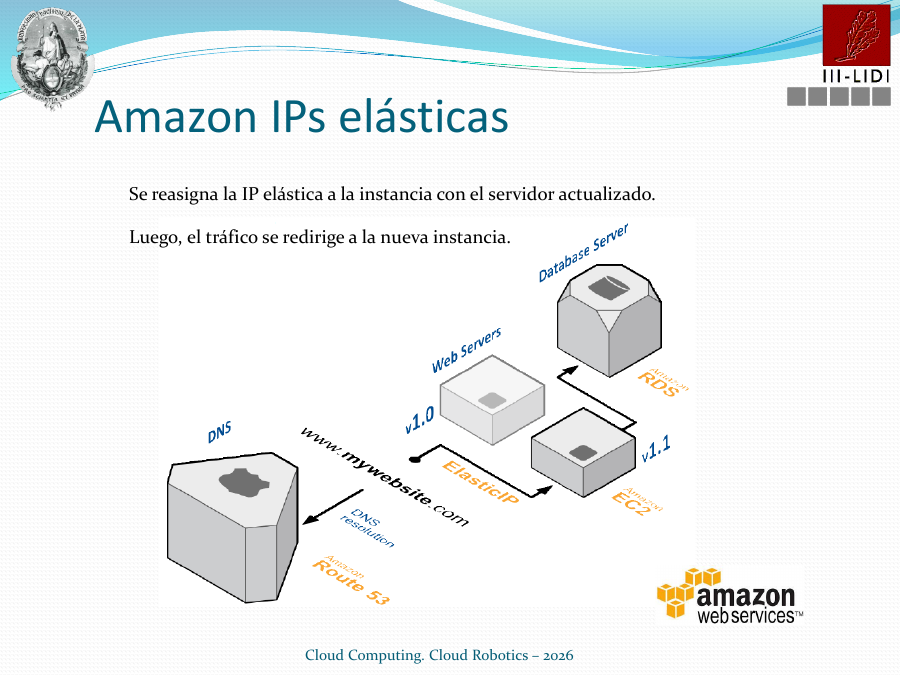 III-LIDI
Amazon IPs elásticas
Se reasigna la IP elástica a la instancia con el servidor actualizado.
Luego, el tráfico se redirige a la nueva instancia.
Database Server
Web Servers
Amazon
RDS
v1.0
DNS
www.mywebsite.com
v1.1
ElasticIP
Amazon
EC2
DNS
resolution
Amazon
Route 53
amazon
web services™
Cloud Computing. Cloud Robotics – 2026